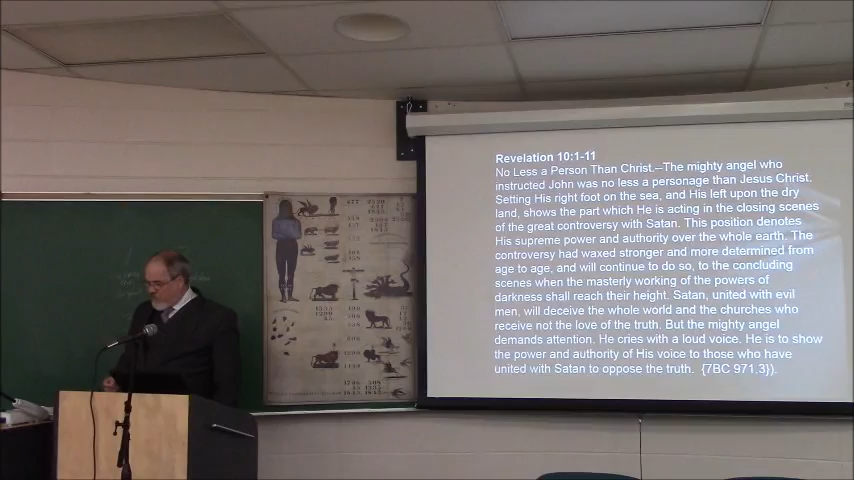 Revelation 10:1-11
No Less a Person Than Christ.--The mighty angel who
instructed John was no less a personage than Jesus Christ.
Setting His right foot on the sea, and His left upon the dry
land, shows the part which He is acting in the closing scenes
of the great controversy with Satan. This position denotes
His supreme power and authority over the whole earth. The
controversy had waxed stronger and more determined from
age to age, and will continue to do so, to the concluding
scenes when the masterly working of the powers of
darkness shall reach their height. Satan, united with evil
men, will deceive the whole world and the churches who
receive not the love of the truth. But the mighty angel
demands attention. He cries with a loud voice. He is to show
the power and authority of His voice to those who have
united with Satan to oppose the truth. {7BC 971.3}).
677